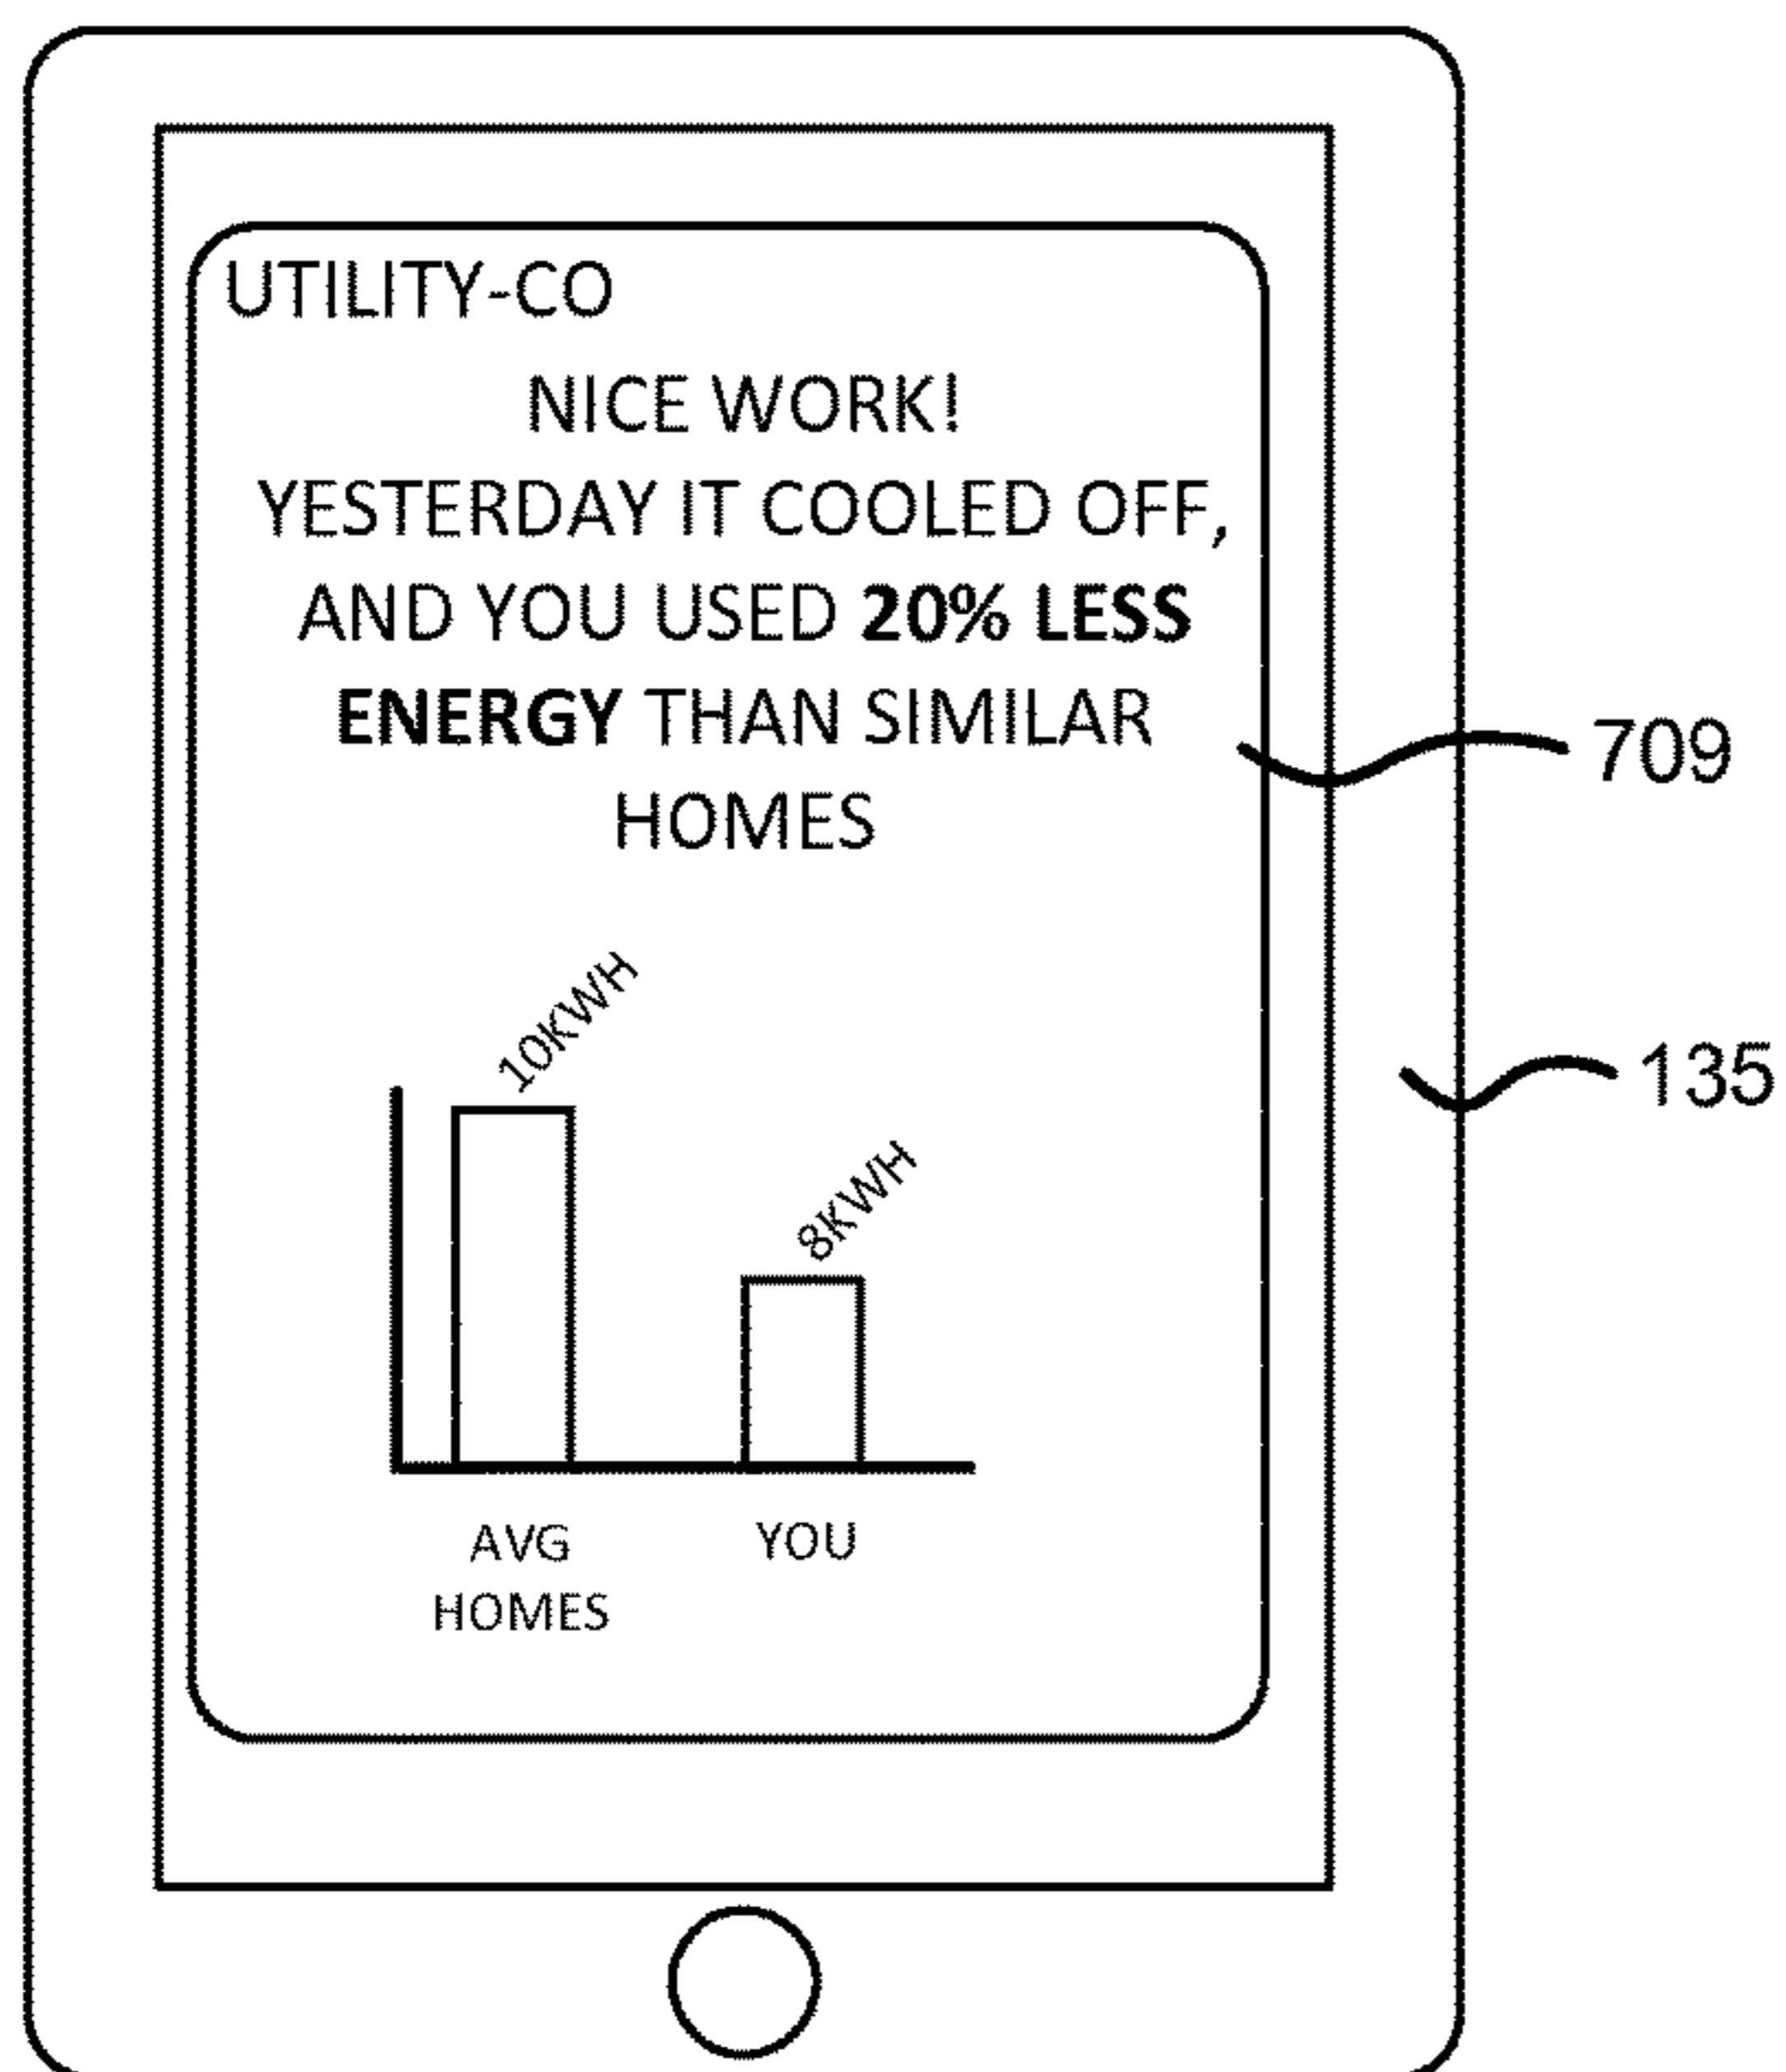 UTILITY-CO
NICE WORK!
YESTERDAY IT COOLED OFF,
AND YOU USED 20% LESS
ENERGY THAN SIMILAR
HOMES
709
10KWH
135
8KWH
AVG
HOMES
YOU